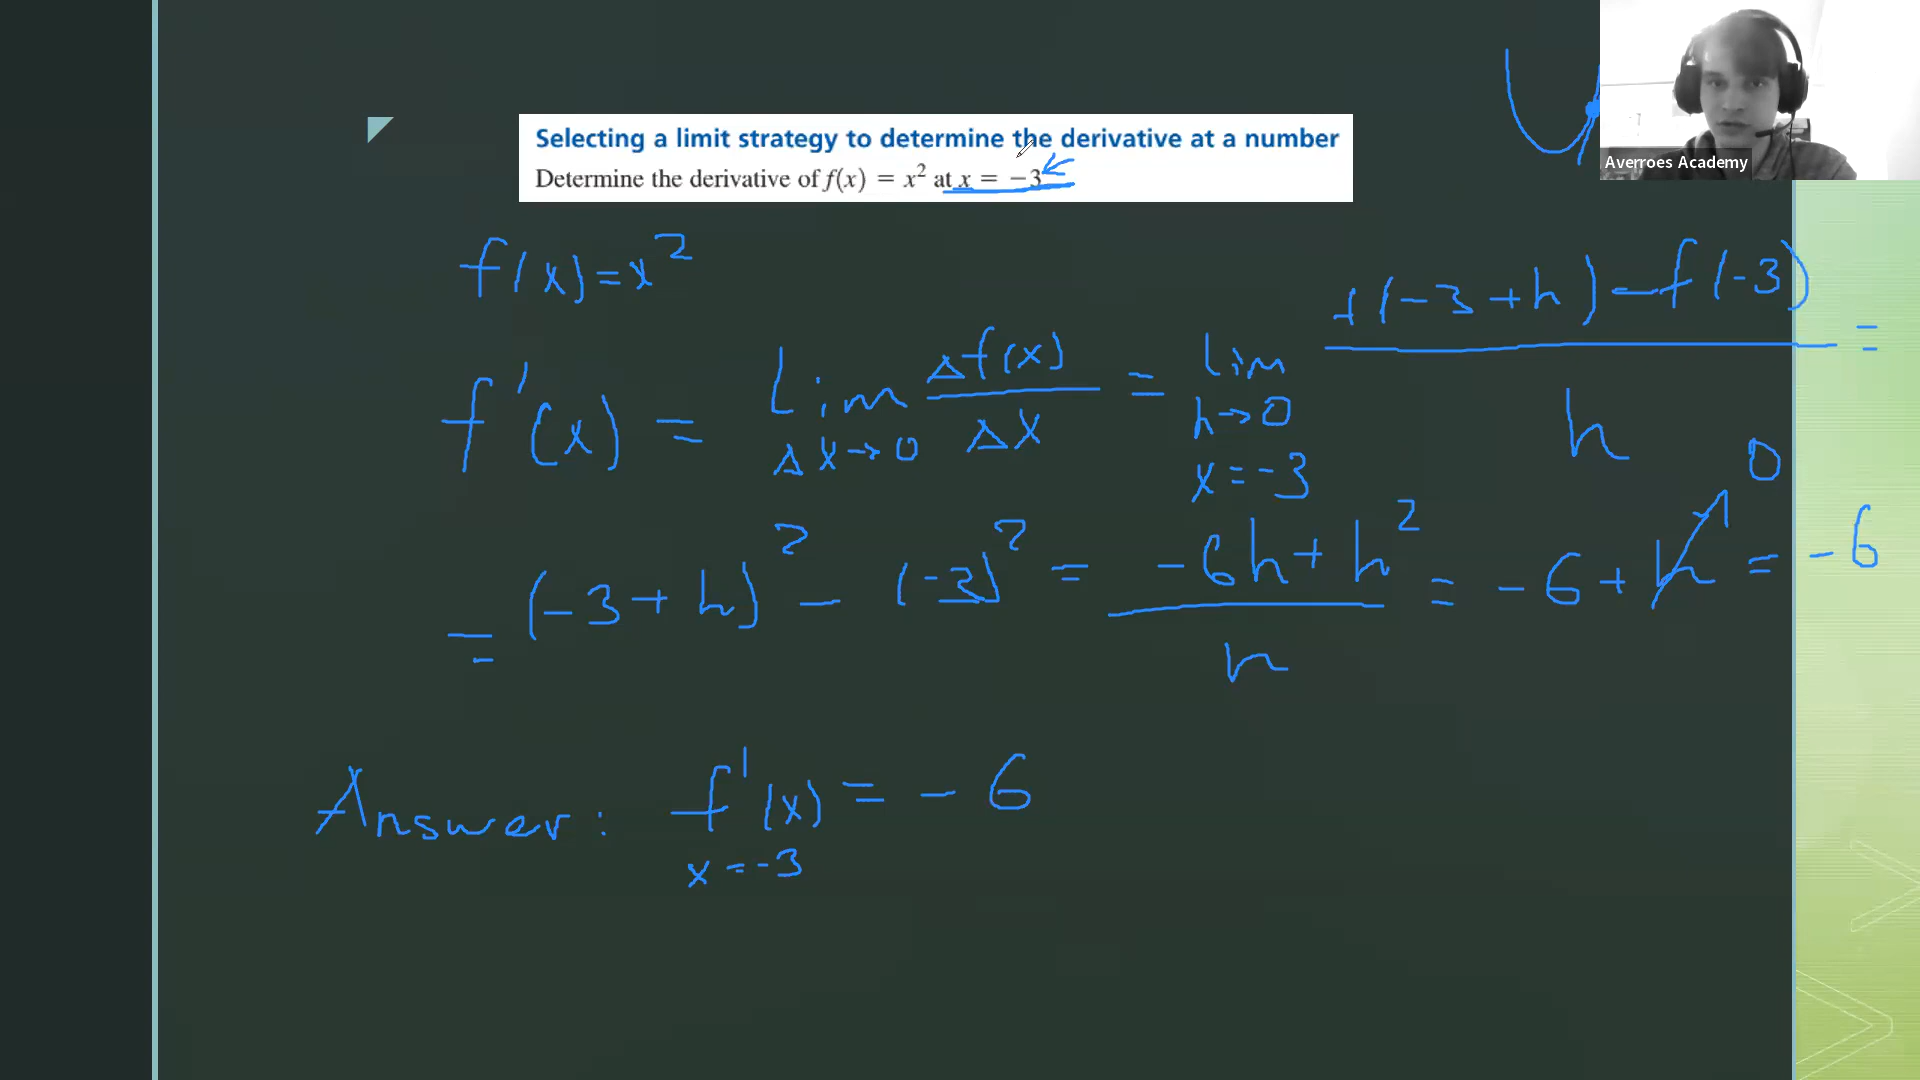 Selecting a limit strategy to determine the derivative at a number
Determine the derivative of f(x) = x² at x = −3
Averroes Academy
f(x)=x²
f(-3+h)-f(-3)
f'(x) = Lim Δf(x) = Lim =
Δx→0 Δx h→0 h
x=-3
= (-3+h)² - (-3)² = -6h+h² = -6+h = -6
0
h
Answer: f'(x) = -6
x=-3